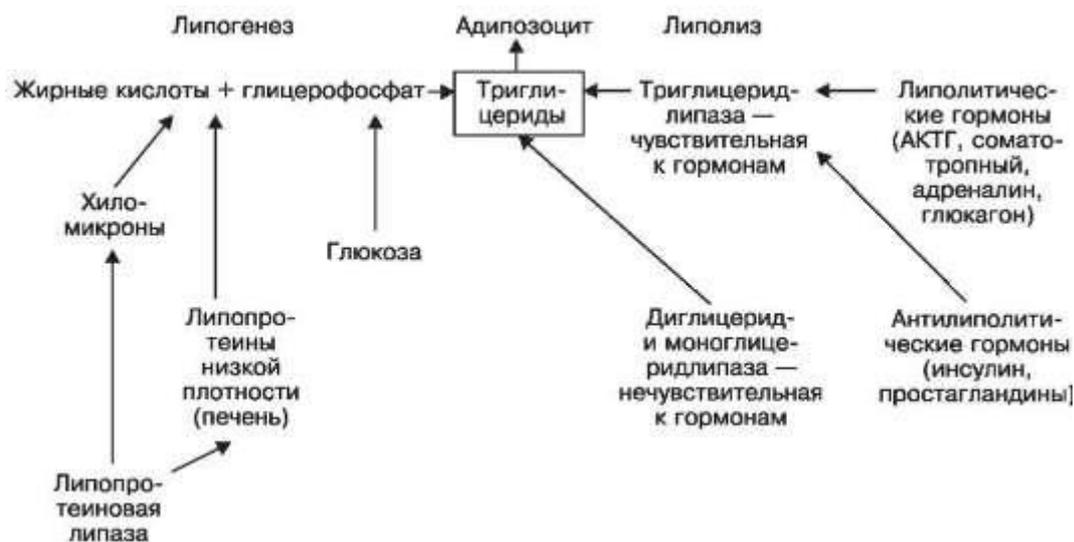 Липогенез
Адипозоцит
Липолиз
Жирные кислоты + глицерофосфат
Тригли-
цериды
Триглицерид-
липаза —
чувствительная
к гормонам
Липолитичес-
кие гормоны
(АКТГ, сомато-
тропный,
адреналин,
глюкагон)
Хило-
микроны
Глюкоза
Липопро-
теины
низкой
плотности
(печень)
Диглицерид-
и моноглице-
ридлипаза —
нечувствительная
к гормонам
Антилиполити-
ческие гормоны
(инсулин,
простагландины)
Липопро-
теиновая
липаза